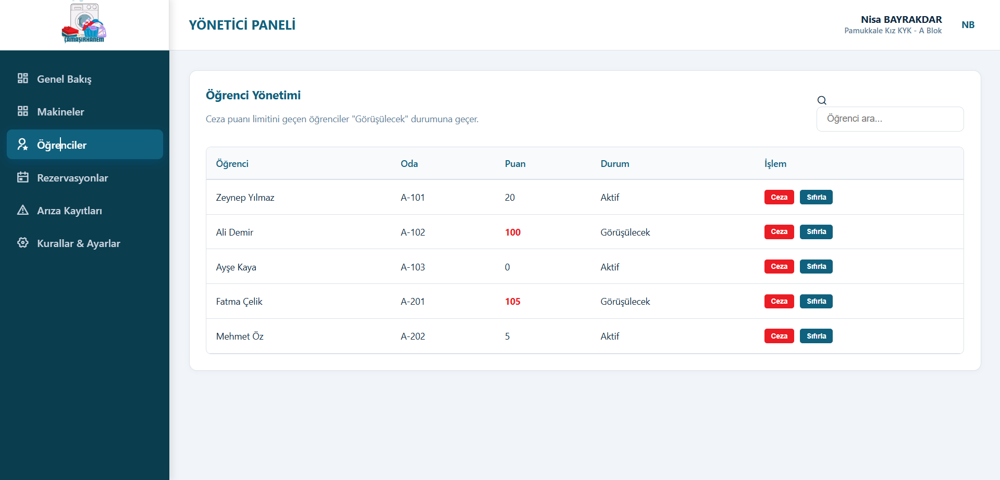 ÇAMAŞIRHANEM
YÖNETİCİ PANELİ
Nisa BAYRAKDAR
Pamukkale Kız KYK - A Blok
NB
Genel Bakış
Makineler
Öğrenciler
Rezervasyonlar
Arıza Kayıtları
Kurallar & Ayarlar
Öğrenci Yönetimi
Ceza puanı limitini geçen öğrenciler "Görüşülecek" durumuna geçer.
Öğrenci ara...
Öğrenci Oda Puan Durum İşlem
Zeynep Yılmaz A-101 20 Aktif Ceza Sıfırla
Ali Demir A-102 100 Görüşülecek Ceza Sıfırla
Ayşe Kaya A-103 0 Aktif Ceza Sıfırla
Fatma Çelik A-201 105 Görüşülecek Ceza Sıfırla
Mehmet Öz A-202 5 Aktif Ceza Sıfırla